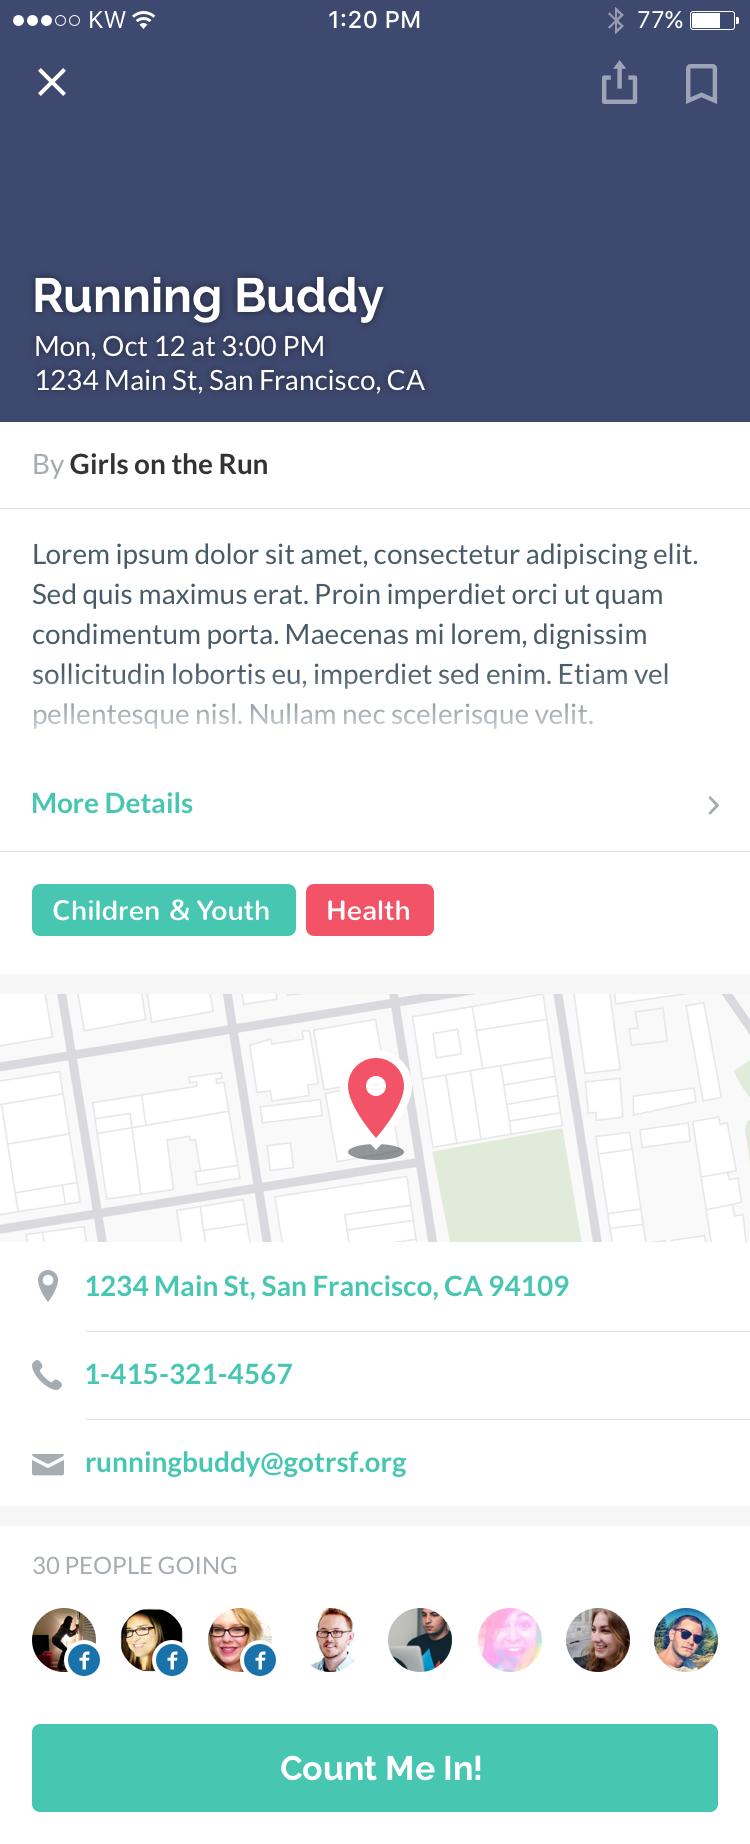 KW 1:20 PM 77%
Running Buddy
Mon, Oct 12 at 3:00 PM
1234 Main St, San Francisco, CA
By Girls on the Run
Lorem ipsum dolor sit amet, consectetur adipiscing elit.
Sed quis maximus erat. Proin imperdiet orci ut quam
condimentum porta. Maecenas mi lorem, dignissim
sollicitudin lobortis eu, imperdiet sed enim. Etiam vel
pellentesque nisl. Nullam nec scelerisque velit.
More Details
Children & Youth Health
1234 Main St, San Francisco, CA 94109
1-415-321-4567
runningbuddy@gotrsf.org
30 PEOPLE GOING
f f f
Count Me In!